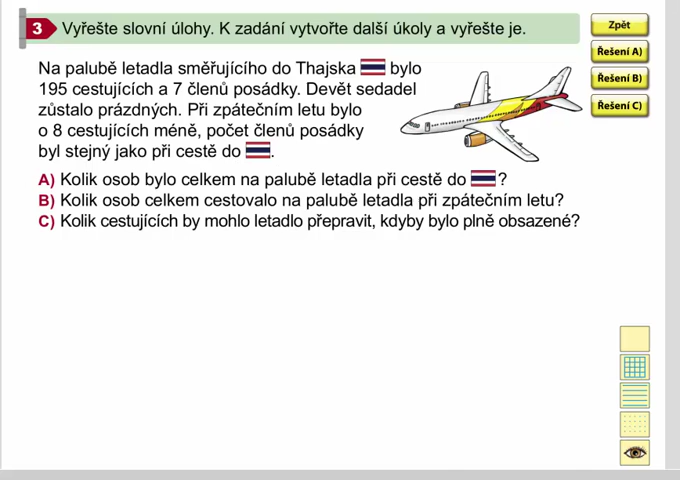 3 Vyřešte slovní úlohy. K zadání vytvořte další úkoly a vyřešte je.
Zpět
Řešení A)
Řešení B)
Řešení C)
Na palubě letadla směřujícího do Thajska bylo
195 cestujících a 7 členů posádky. Devět sedadel
zůstalo prázdných. Při zpátečním letu bylo
o 8 cestujících méně, počet členů posádky
byl stejný jako při cestě do .
A) Kolik osob bylo celkem na palubě letadla při cestě do ?
B) Kolik osob celkem cestovalo na palubě letadla při zpátečním letu?
C) Kolik cestujících by mohlo letadlo přepravit, kdyby bylo plně obsazené?